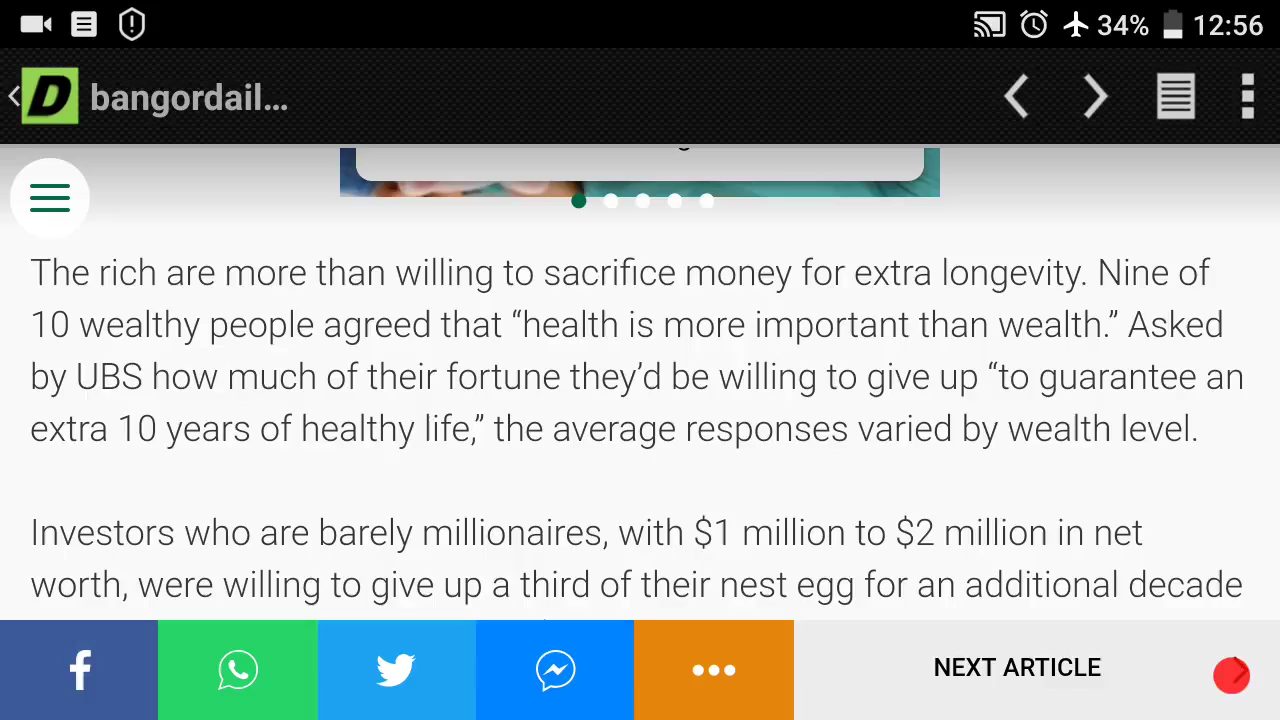 34% 12:56
D bangordail...
The rich are more than willing to sacrifice money for extra longevity. Nine of
10 wealthy people agreed that “health is more important than wealth.” Asked
by UBS how much of their fortune they’d be willing to give up “to guarantee an
extra 10 years of healthy life,” the average responses varied by wealth level.
Investors who are barely millionaires, with $1 million to $2 million in net
worth, were willing to give up a third of their nest egg for an additional decade
NEXT ARTICLE